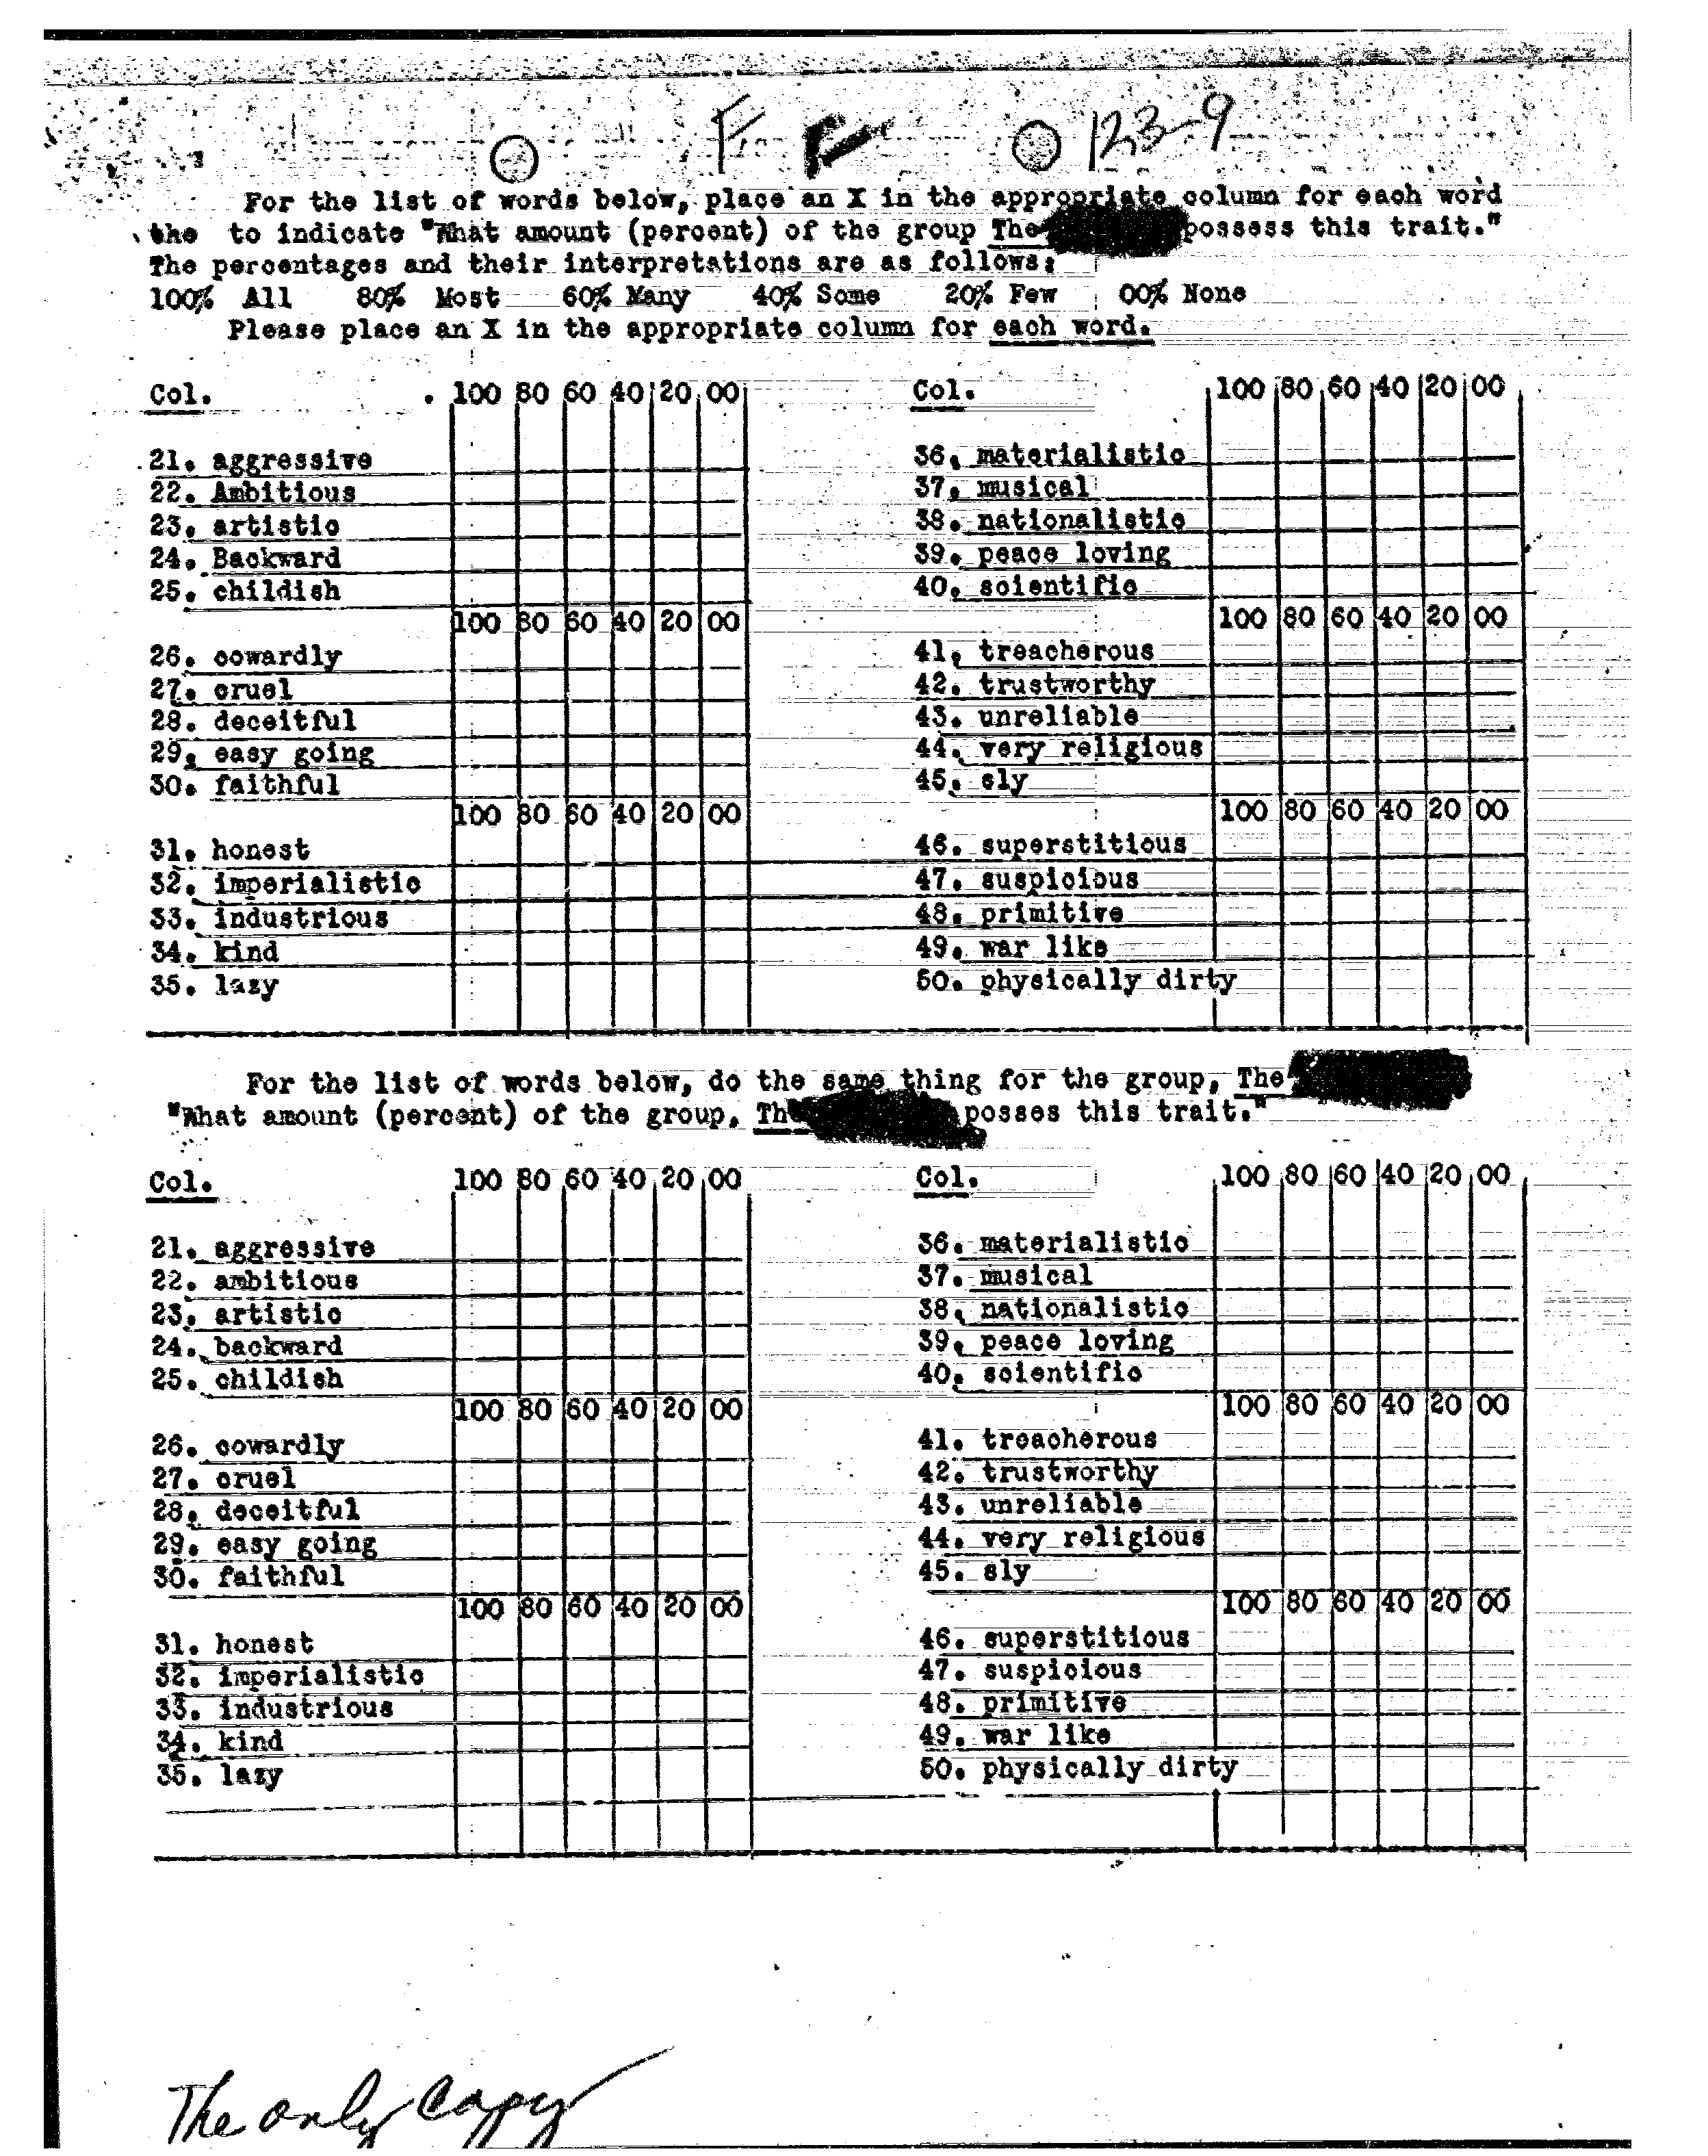 F 123-9
For the list of words below, place an X in the appropriate column for each word
the to indicate "What amount (percent) of the group The possess this trait."
The percentages and their interpretations are as follows:
100% All 80% Most 60% Many 40% Some 20% Few 00% None
Please place an X in the appropriate column for each word.
Col. 100 80 60 40 20 00
21. aggressive
22. Ambitious
23. artistic
24. Backward
25. childish
100 80 60 40 20 00
26. cowardly
27. cruel
28. deceitful
29. easy going
30. faithful
100 80 60 40 20 00
31. honest
32. imperialistic
33. industrious
34. kind
35. lazy
Col. 100 80 60 40 20 00
36. materialistic
37. musical
38. nationalistic
39. peace loving
40. scientific
100 80 60 40 20 00
41. treacherous
42. trustworthy
43. unreliable
44. very religious
45. sly
100 80 60 40 20 00
46. superstitious
47. suspicious
48. primitive
49. war like
50. physically dirty
For the list of words below, do the same thing for the group, The
"What amount (percent) of the group, The posses this trait."
Col. 100 80 60 40 20 00
21. aggressive
22. ambitious
23. artistic
24. backward
25. childish
100 80 60 40 20 00
26. cowardly
27. cruel
28. deceitful
29. easy going
30. faithful
100 80 60 40 20 00
31. honest
32. imperialistic
33. industrious
34. kind
35. lazy
Col. 100 80 60 40 20 00
36. materialistic
37. musical
38. nationalistic
39. peace loving
40. scientific
100 80 60 40 20 00
41. treacherous
42. trustworthy
43. unreliable
44. very religious
45. sly
100 80 60 40 20 00
46. superstitious
47. suspicious
48. primitive
49. war like
50. physically dirty
The only copy